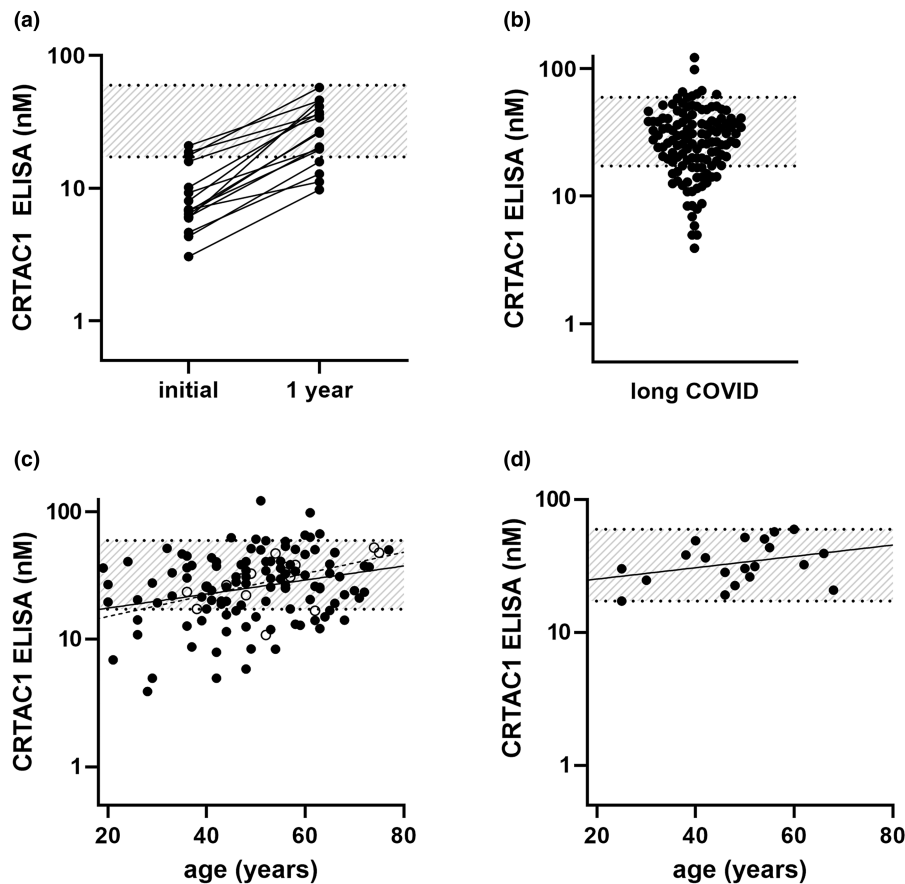 (a)
CRTAC1 ELISA (nM)
100
10
1
initial
1 year
(b)
CRTAC1 ELISA (nM)
100
10
1
long COVID
(c)
CRTAC1 ELISA (nM)
100
10
1
20
40
60
80
age (years)
(d)
CRTAC1 ELISA (nM)
100
10
1
20
40
60
80
age (years)